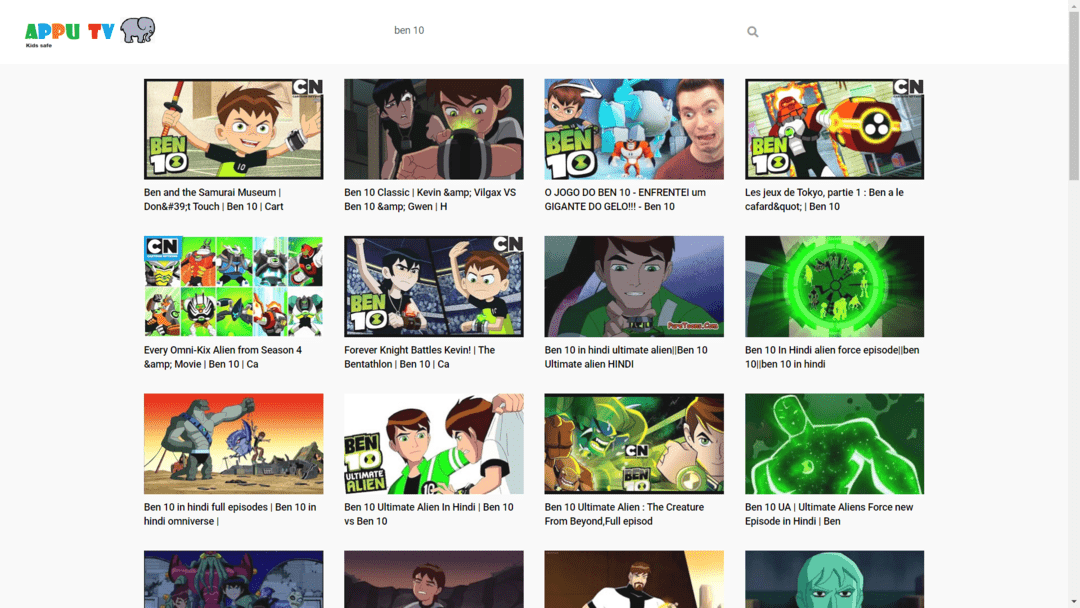 APPU TV
Kids safe
ben 10
CN
BEN
10
10
Ben and the Samurai Museum |
Don&#39;t Touch | Ben 10 | Cart
Ben 10 Classic | Kevin &amp; Vilgax VS
Ben 10 &amp; Gwen | H
BEN
10
O JOGO DO BEN 10 - ENFRENTEI um
GIGANTE DO GELO!!! - Ben 10
CN
BEN
10
Les jeux de Tokyo, partie 1 : Ben a le
cafard&quot; | Ben 10
CN
CARTOON NETWORK
Every Omni-Kix Alien from Season 4
&amp; Movie | Ben 10 | Ca
CN
BEN
10
Forever Knight Battles Kevin! | The
Bentathlon | Ben 10 | Ca
Ben 10 in hindi ultimate alien||Ben 10
Ultimate alien HINDI
Ben 10 In Hindi alien force episode||ben
10||ben 10 in hindi
Ben 10 in hindi full episodes | Ben 10 in
hindi omniverse |
BEN
10
ULTIMATE
ALIEN
10
Ben 10 Ultimate Alien In Hindi | Ben 10
vs Ben 10
CN
BEN
10
Ben 10 Ultimate Alien : The Creature
From Beyond,Full episod
Ben 10 UA | Ultimate Aliens Force new
Episode in Hindi | Ben